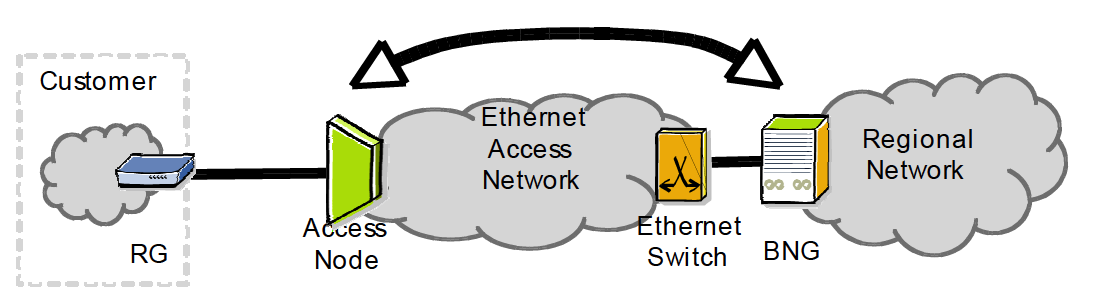 Customer
RG
Access
Node
Ethernet
Access
Network
Ethernet
Switch
BNG
Regional
Network